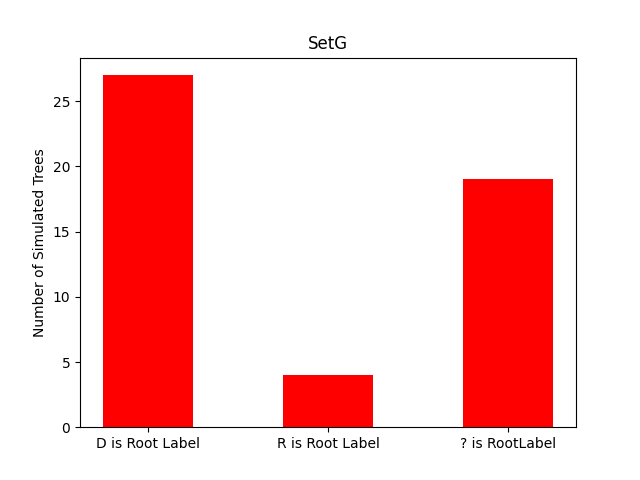 SetG
Number of Simulated Trees
25
20
15
10
5
0
D is Root Label
R is Root Label
? is RootLabel